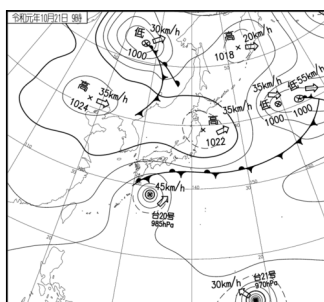 令和元年10月21日 9時
30km/h
低
1000
20km/h
高
1018
35km/h
高
1024
35km/h
低
1000
55km/h
低
1000
35km/h
高
1022
45km/h
台20号
985hPa
30km/h
台21号
970hPa